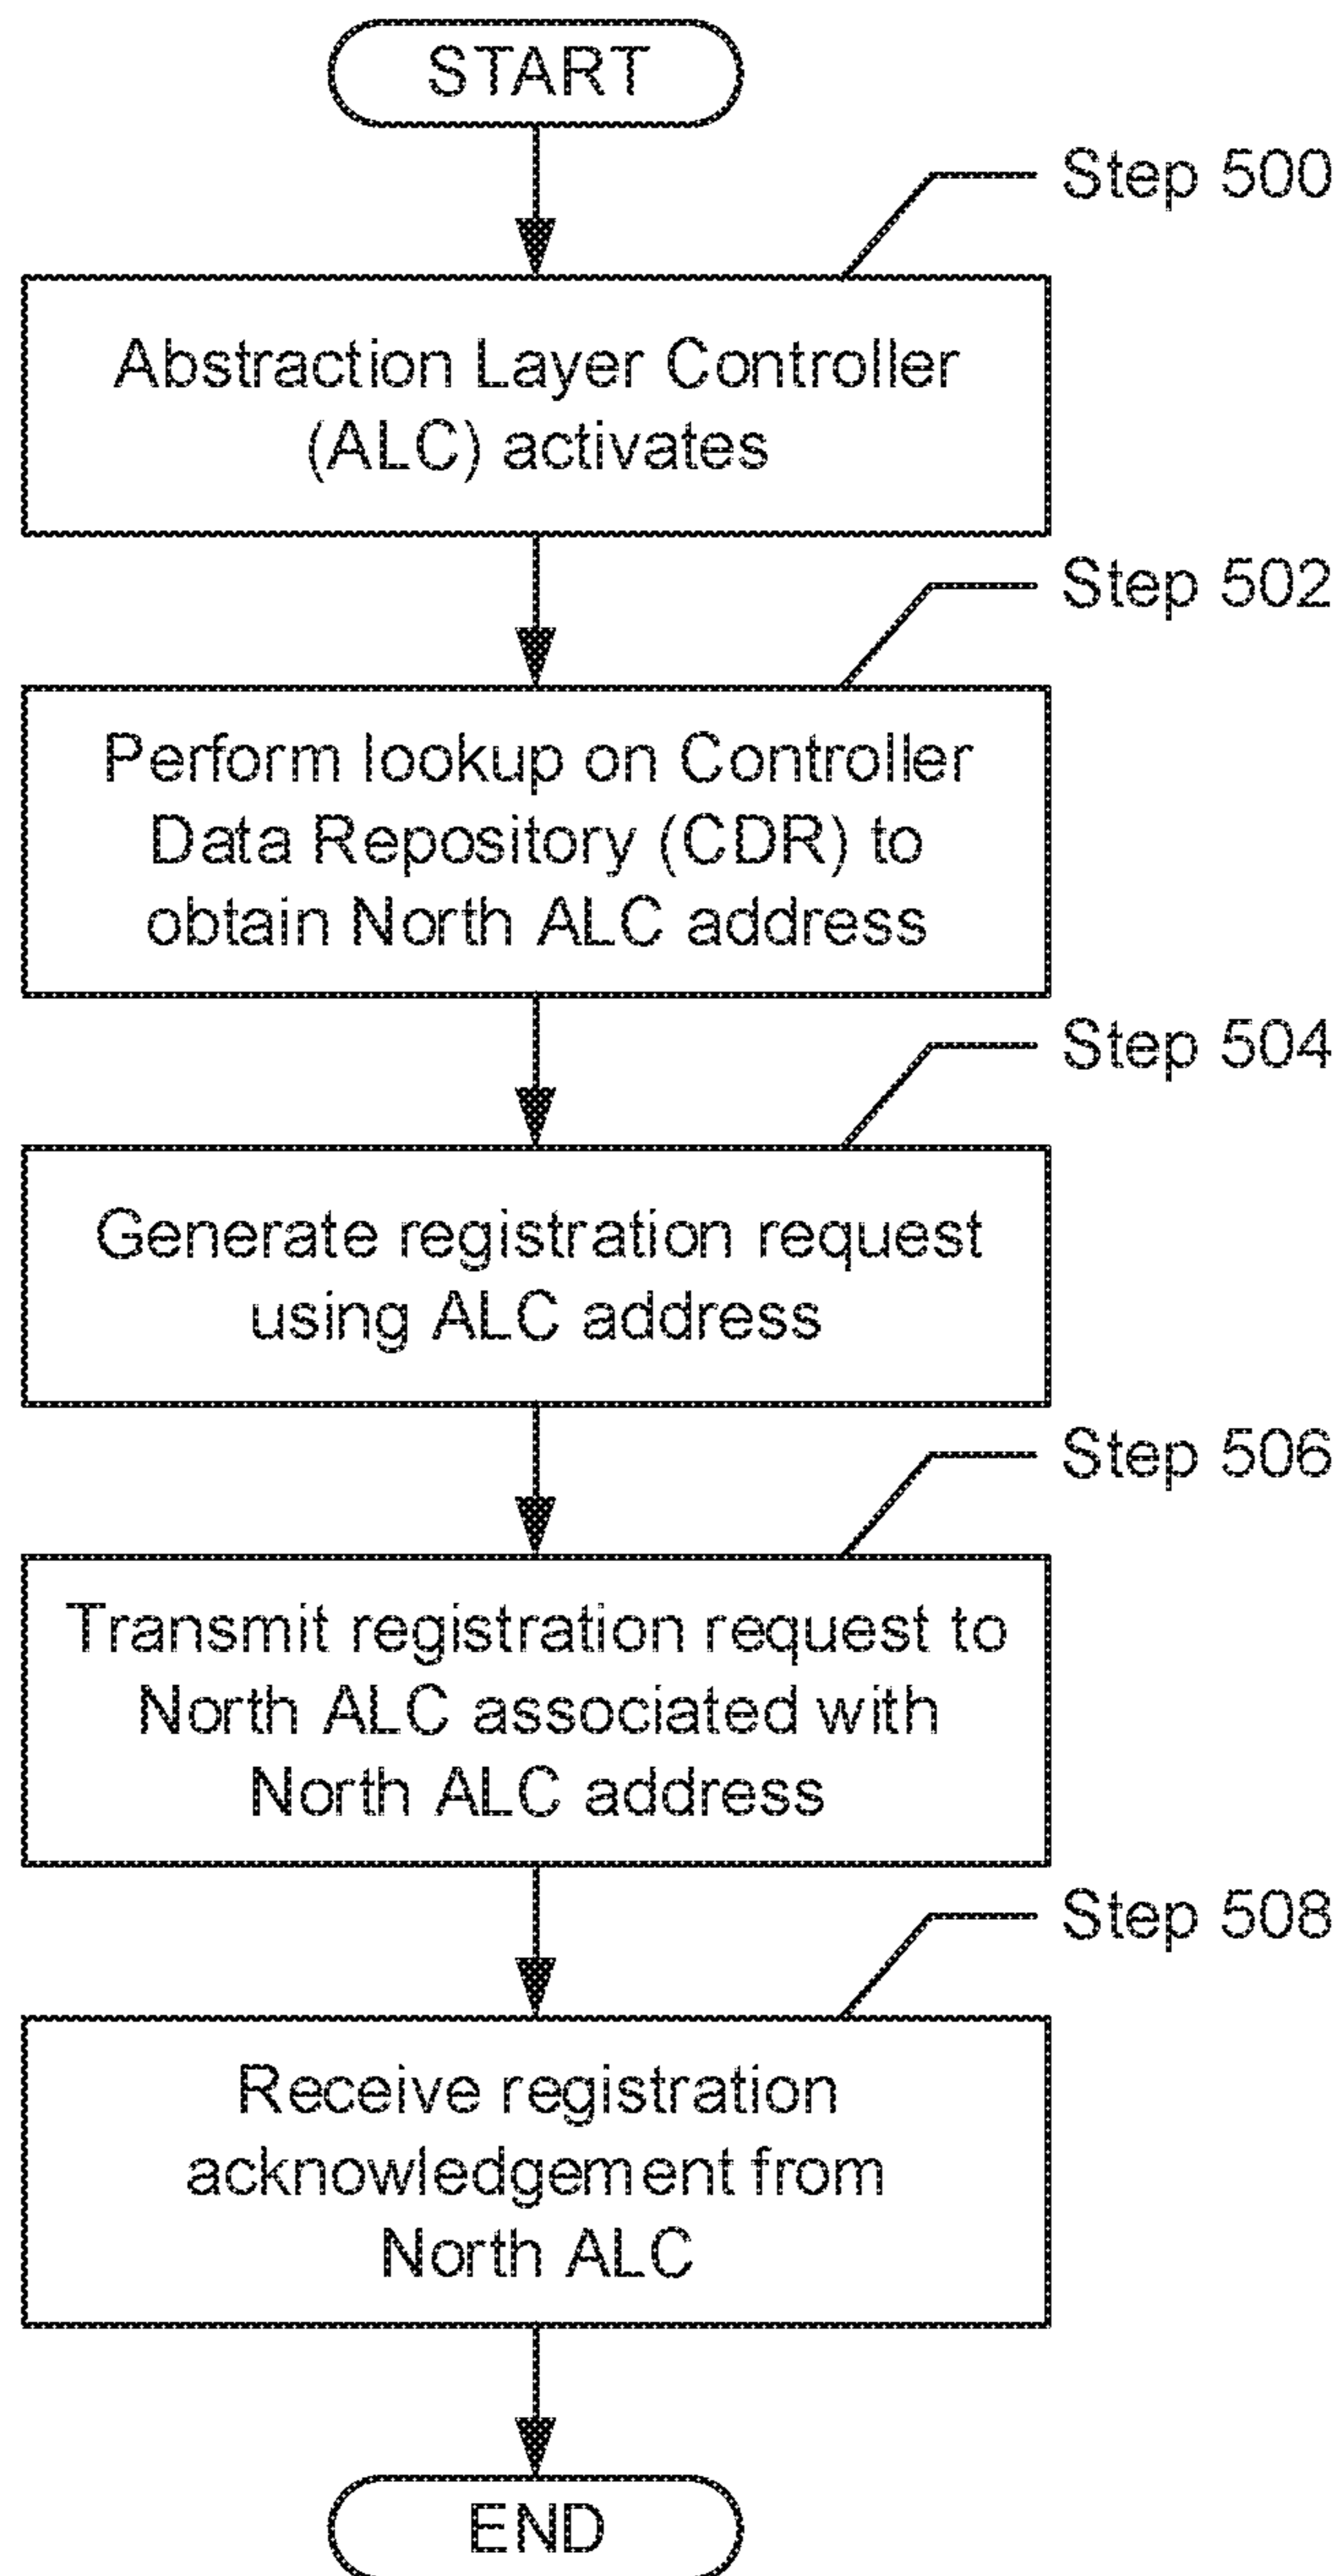 START
Step 500
Abstraction Layer Controller
(ALC) activates
Step 502
Perform lookup on Controller
Data Repository (CDR) to
obtain North ALC address
Step 504
Generate registration request
using ALC address
Step 506
Transmit registration request to
North ALC associated with
North ALC address
Step 508
Receive registration
acknowledgement from
North ALC
END